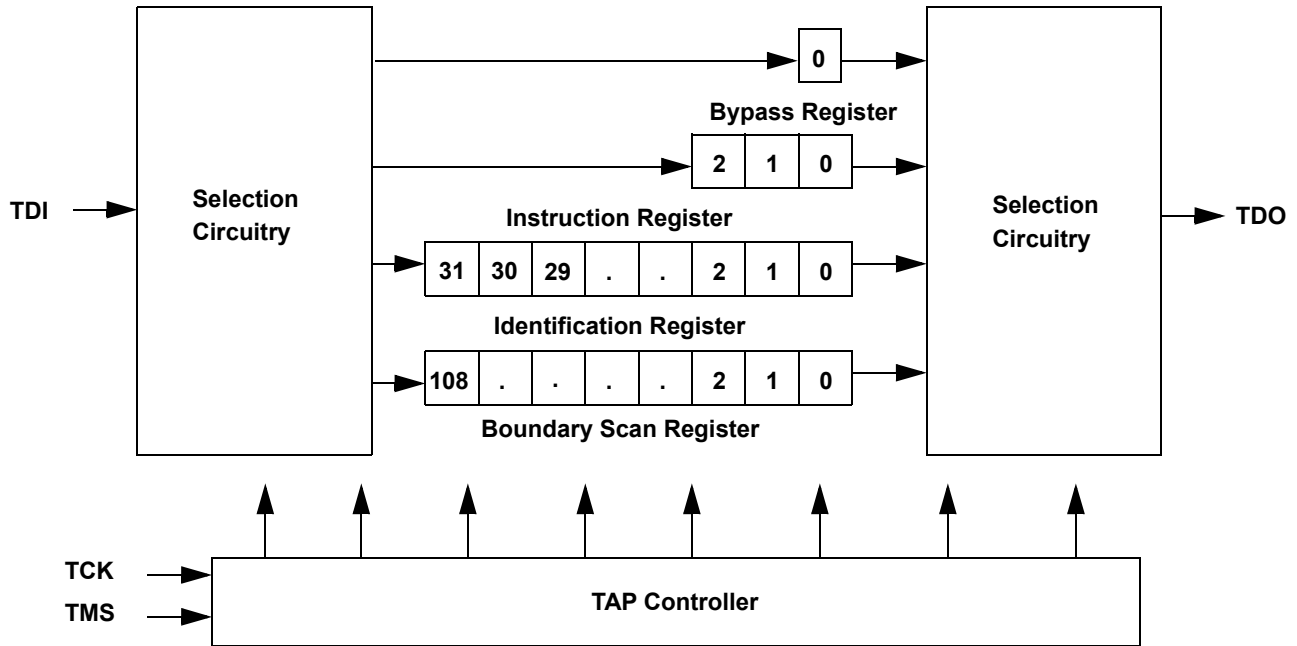 0
Bypass Register
2 1 0
TDI
Selection
Circuitry
Selection
Circuitry
TDO
Instruction Register
31 30 29 . . 2 1 0
Identification Register
108 . . . . 2 1 0
Boundary Scan Register
TCK
TMS
TAP Controller